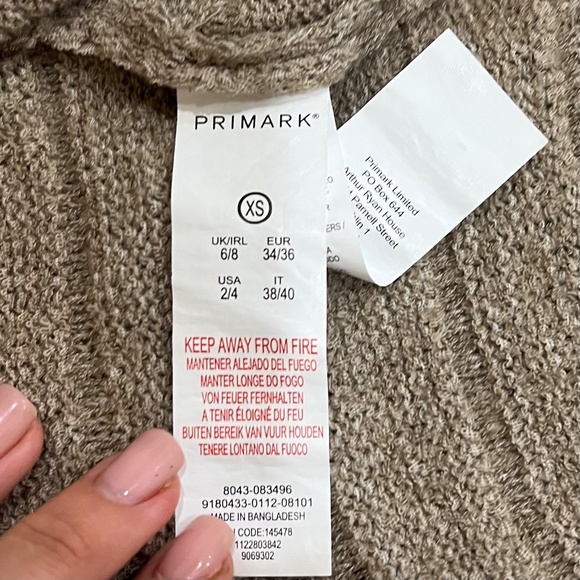 PRIMARK®
XS
UK/IRL EUR
6/8 34/36
USA IT
2/4 38/40
KEEP AWAY FROM FIRE
MANTENER ALEJADO DEL FUEGO
MANTER LONGE DO FOGO
VON FEUER FERNHALTEN
A TENIR ÉLOIGNÉ DU FEU
BUITEN BEREIK VAN VUUR HOUDEN
TENERE LONTANO DAL FUOCO
8043-083496
9180433-0112-08101
MADE IN BANGLADESH
CODE:145478
1122803842
9069302
Primark Limited
PO Box 644
Arthur Ryan House
Parnell Street
1